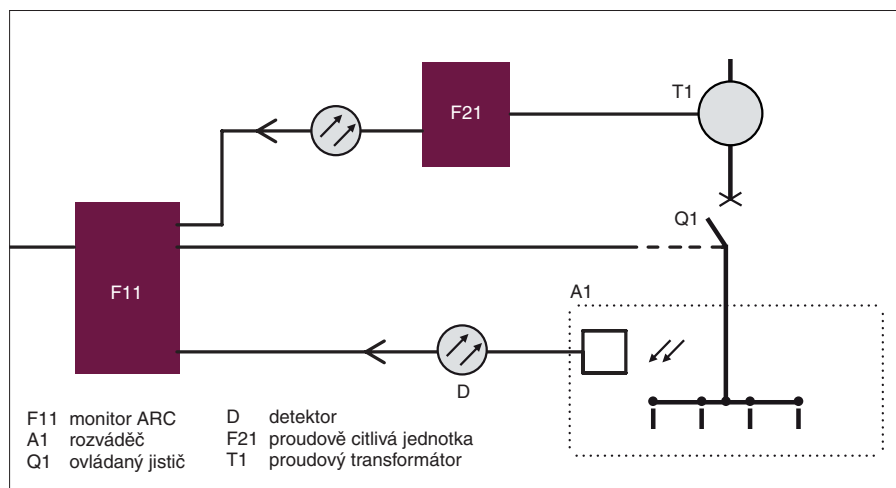 T1
F21
Q1
F11
A1
D
F11 monitor ARC
A1 rozváděč
Q1 ovládaný jistič
D detektor
F21 proudově citlivá jednotka
T1 proudový transformátor